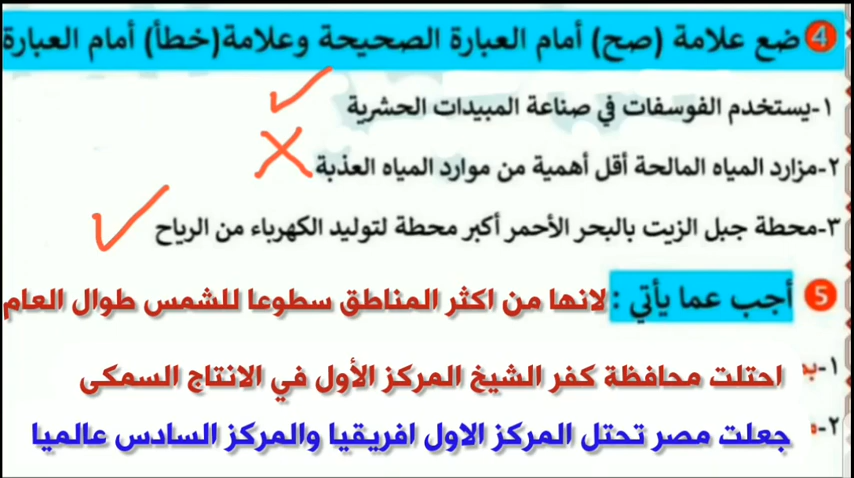 4 ضع علامة (صح) أمام العبارة الصحيحة وعلامة(خطأ) أمام العبارة
١-يستخدم الفوسفات في صناعة المبيدات الحشرية
٢-مزارد المياه المالحة أقل أهمية من موارد المياه العذبة
٣-محطة جبل الزيت بالبحر الأحمر أكبر محطة لتوليد الكهرباء من الرياح
5 أجب عما يأتي : لانها من اكثر المناطق سطوعا للشمس طوال العام
١- احتلت محافظة كفر الشيخ المركز الأول في الانتاج السمكى
٢- جعلت مصر تحتل المركز الاول افريقيا والمركز السادس عالميا